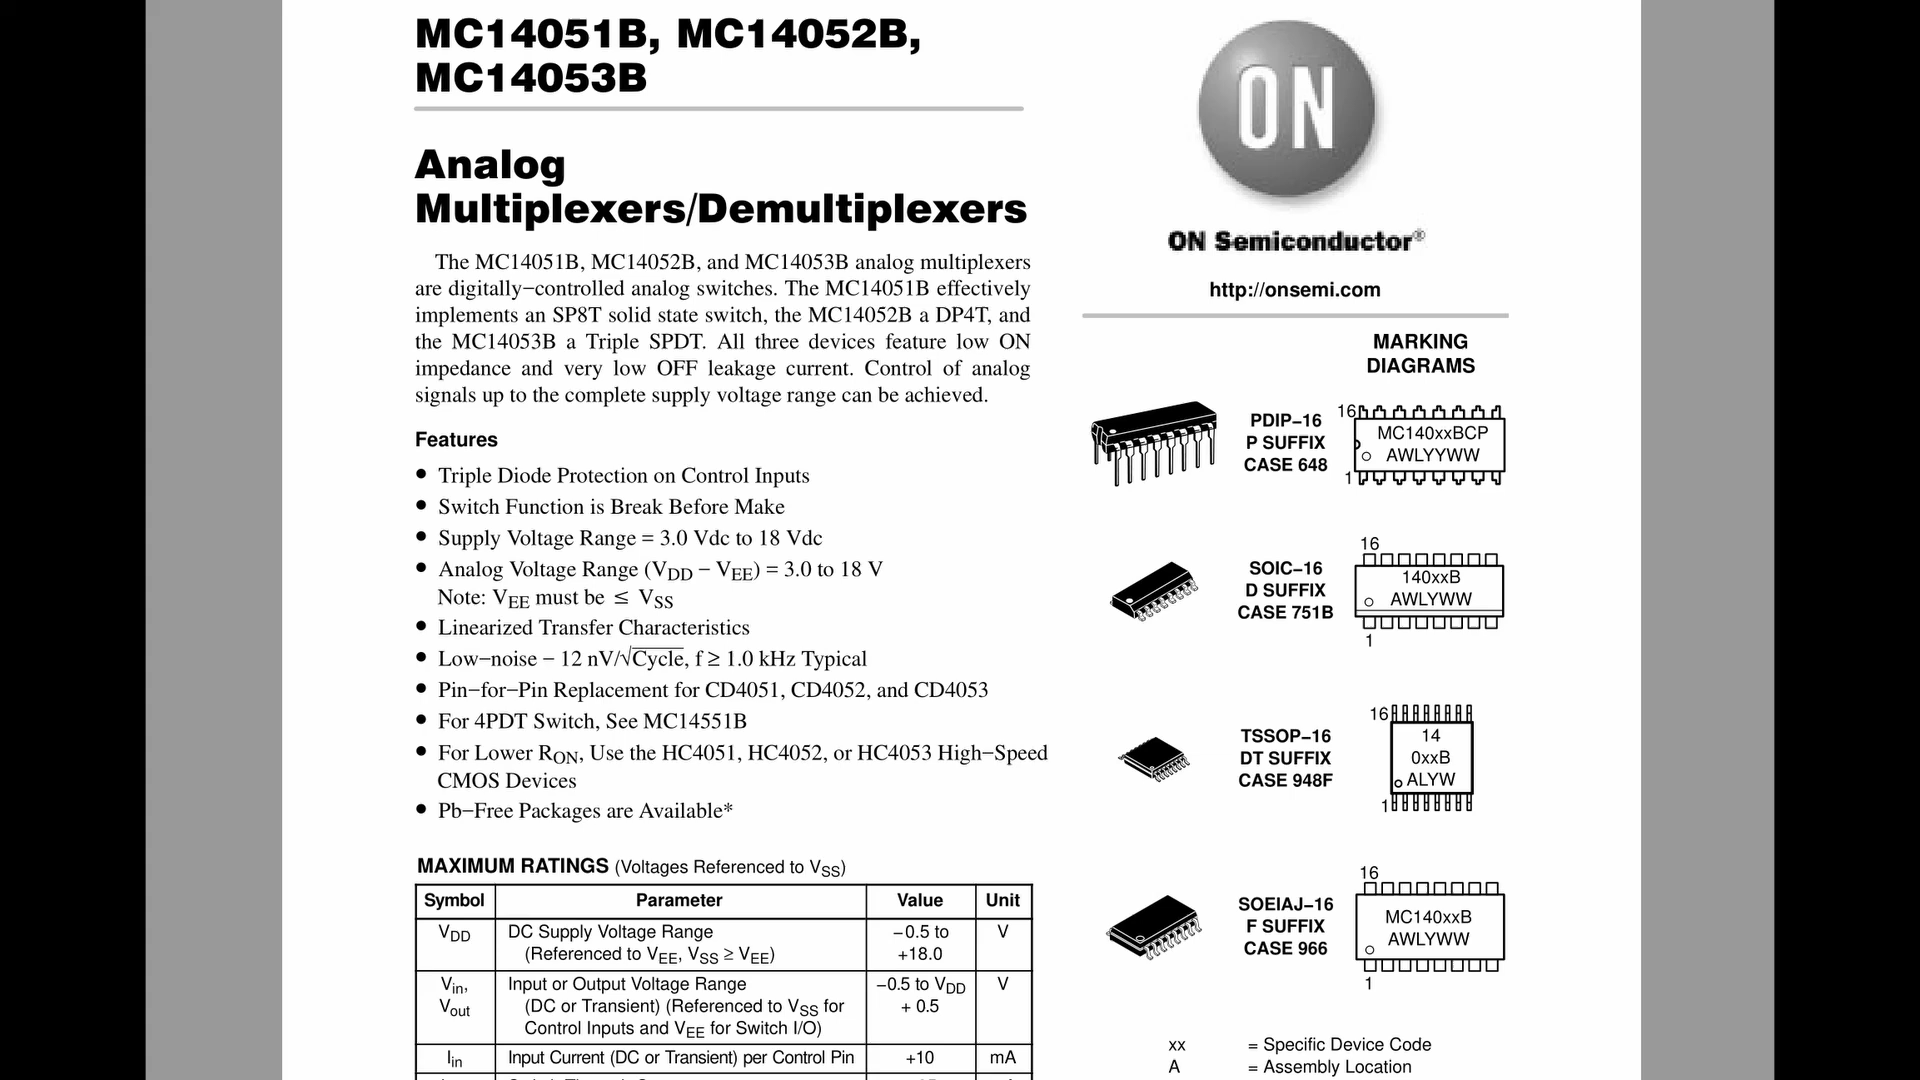 MC14051B, MC14052B,
MC14053B
Analog
Multiplexers/Demultiplexers
The MC14051B, MC14052B, and MC14053B analog multiplexers
are digitally−controlled analog switches. The MC14051B effectively
implements an SP8T solid state switch, the MC14052B a DP4T, and
the MC14053B a Triple SPDT. All three devices feature low ON
impedance and very low OFF leakage current. Control of analog
signals up to the complete supply voltage range can be achieved.
Features
• Triple Diode Protection on Control Inputs
• Switch Function is Break Before Make
• Supply Voltage Range = 3.0 Vdc to 18 Vdc
• Analog Voltage Range (VDD − VEE) = 3.0 to 18 V
Note: VEE must be ≤ VSS
• Linearized Transfer Characteristics
• Low−noise − 12 nV/√Cycle, f ≥ 1.0 kHz Typical
• Pin−for−Pin Replacement for CD4051, CD4052, and CD4053
• For 4PDT Switch, See MC14551B
• For Lower RON, Use the HC4051, HC4052, or HC4053 High−Speed
CMOS Devices
• Pb−Free Packages are Available*
MAXIMUM RATINGS (Voltages Referenced to VSS)
Symbol Parameter Value Unit
VDD DC Supply Voltage Range −0.5 to V
(Referenced to VEE, VSS ≥ VEE) +18.0
Vin, Input or Output Voltage Range −0.5 to VDD V
Vout (DC or Transient) (Referenced to VSS for + 0.5
Control Inputs and VEE for Switch I/O)
Iin Input Current (DC or Transient) per Control Pin +10 mA
ON
ON Semiconductor®
http://onsemi.com
MARKING
DIAGRAMS
16
PDIP−16
P SUFFIX
CASE 648
MC140xxBCP
AWLYYWW
1
16
SOIC−16
D SUFFIX
CASE 751B
140xxB
AWLYWW
1
16
TSSOP−16
DT SUFFIX
CASE 948F
14
0xxB
ALYW
1
16
SOEIAJ−16
F SUFFIX
CASE 966
MC140xxB
AWLYWW
1
xx = Specific Device Code
A = Assembly Location